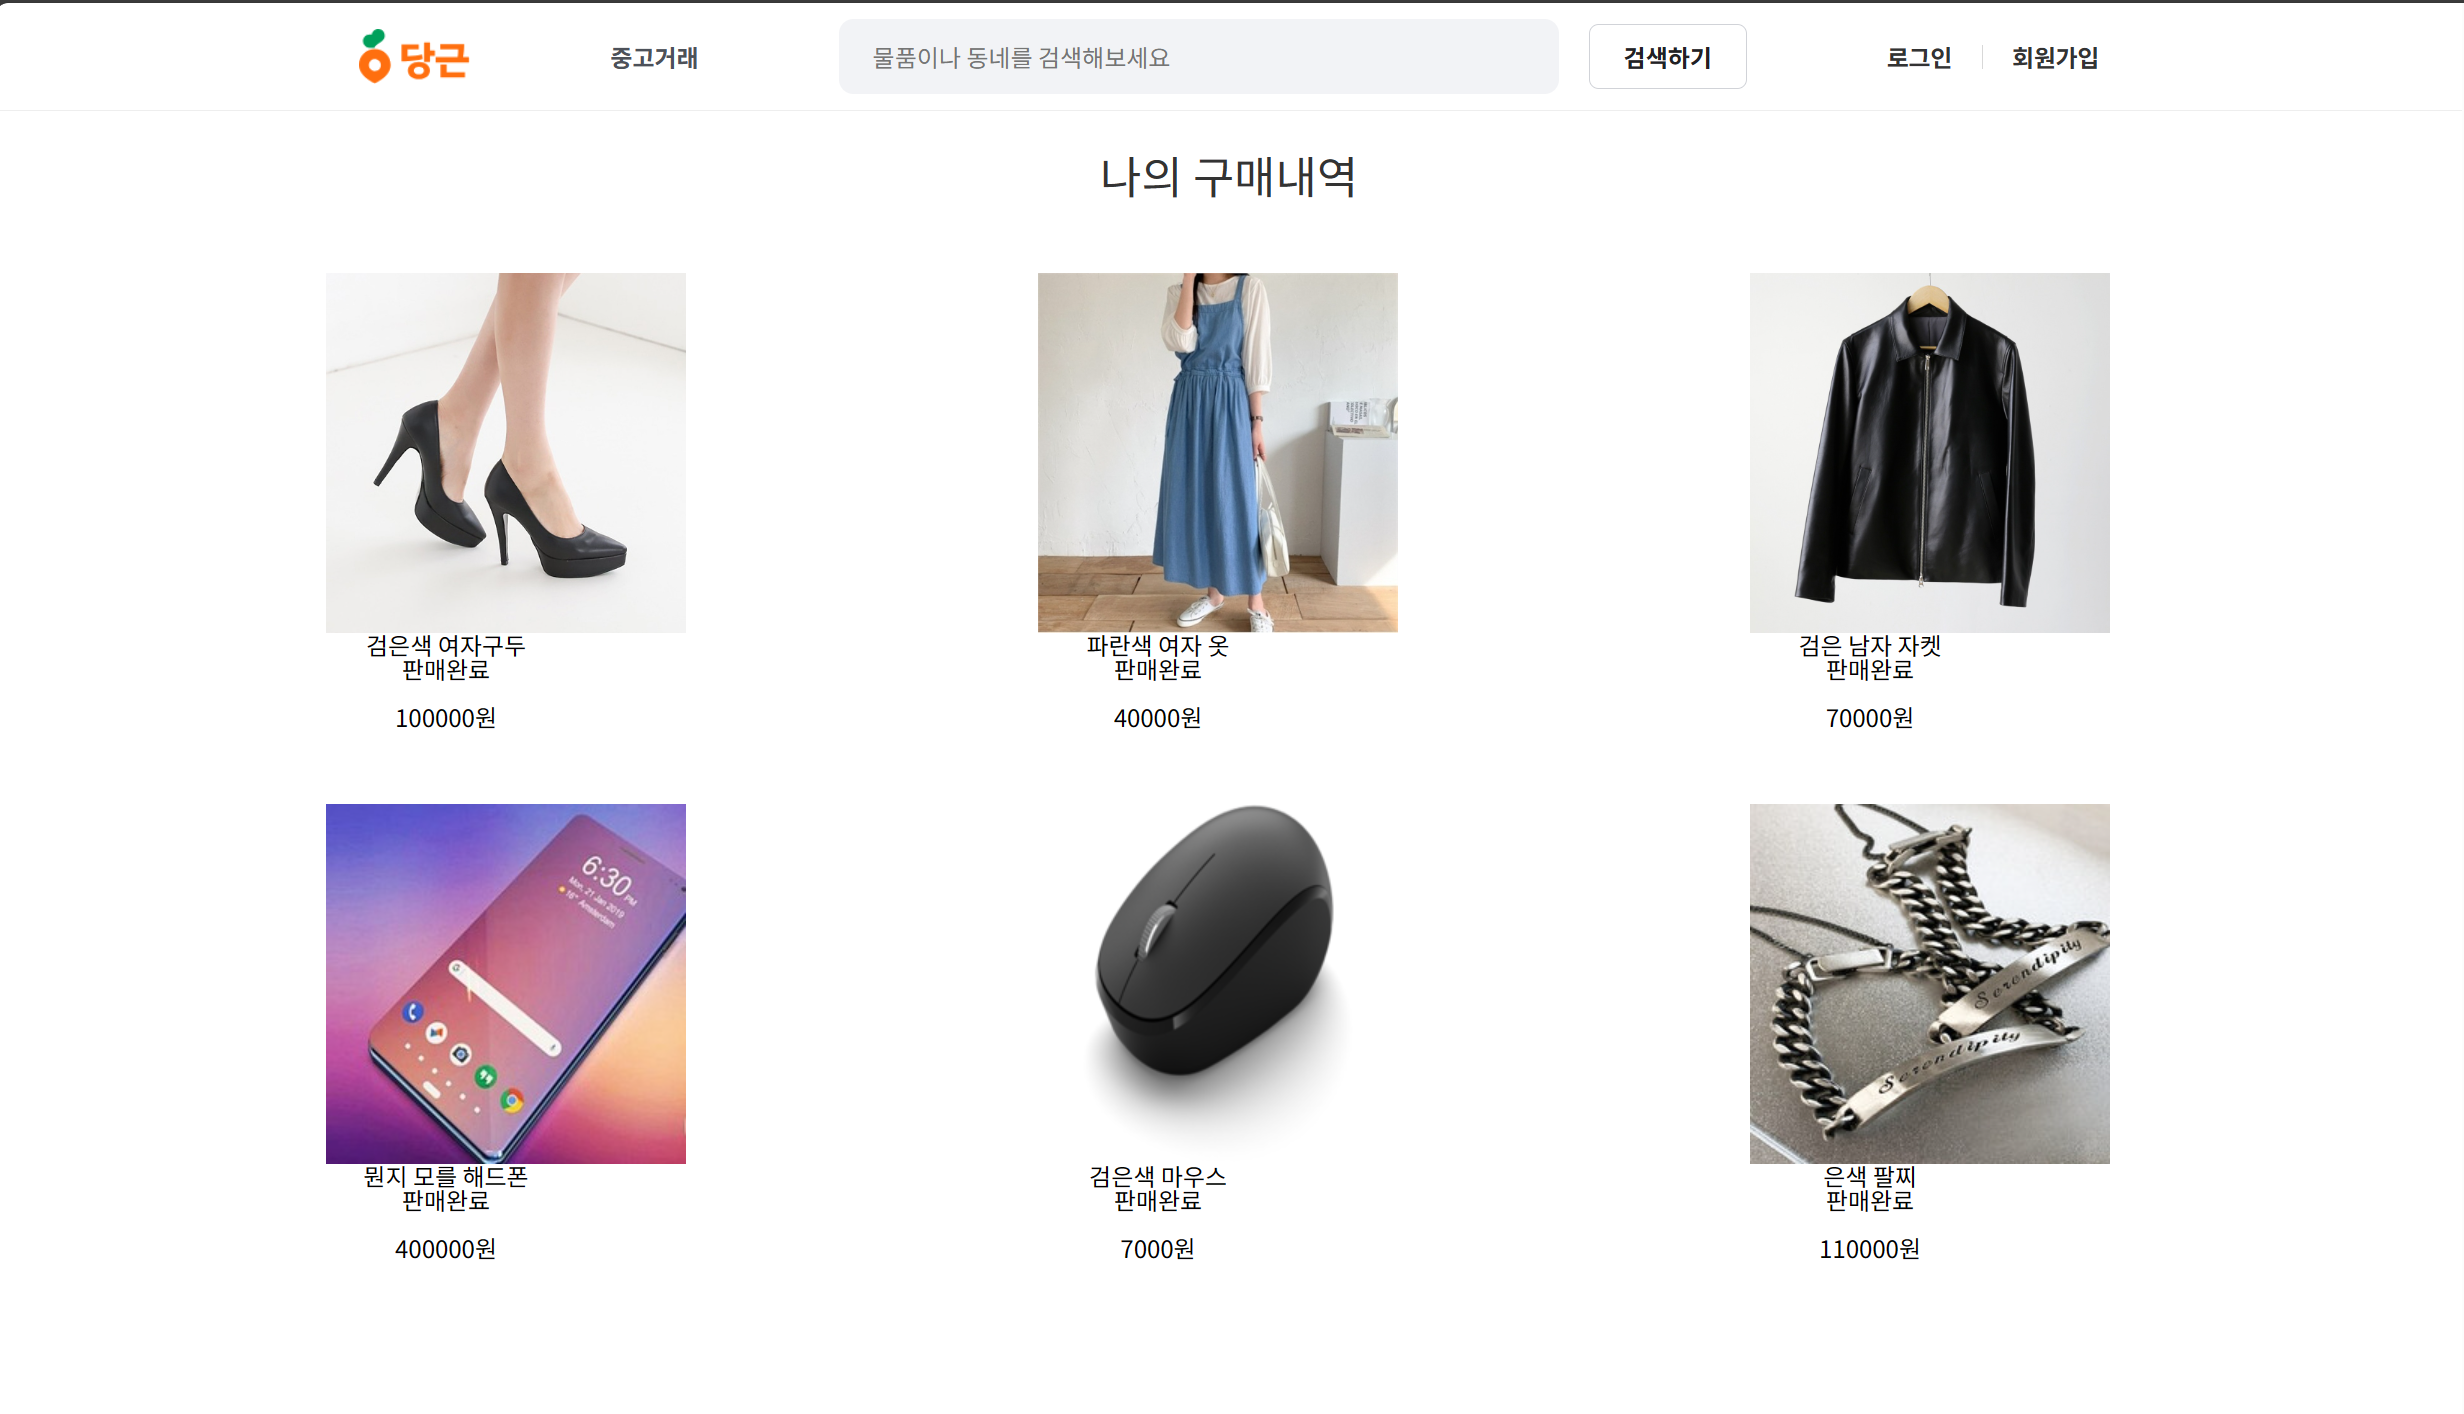 당근
중고거래
물품이나 동네를 검색해보세요
검색하기
로그인
회원가입
나의 구매내역
검은색 여자구두
판매완료
100000원
파란색 여자 옷
판매완료
40000원
검은 남자 자켓
판매완료
70000원
6:30 PM
Mon, 21 Jan 2019
16° Amsterdam
뭔지 모를 해드폰
판매완료
400000원
검은색 마우스
판매완료
7000원
Serendipity
Serendipity
은색 팔찌
판매완료
110000원